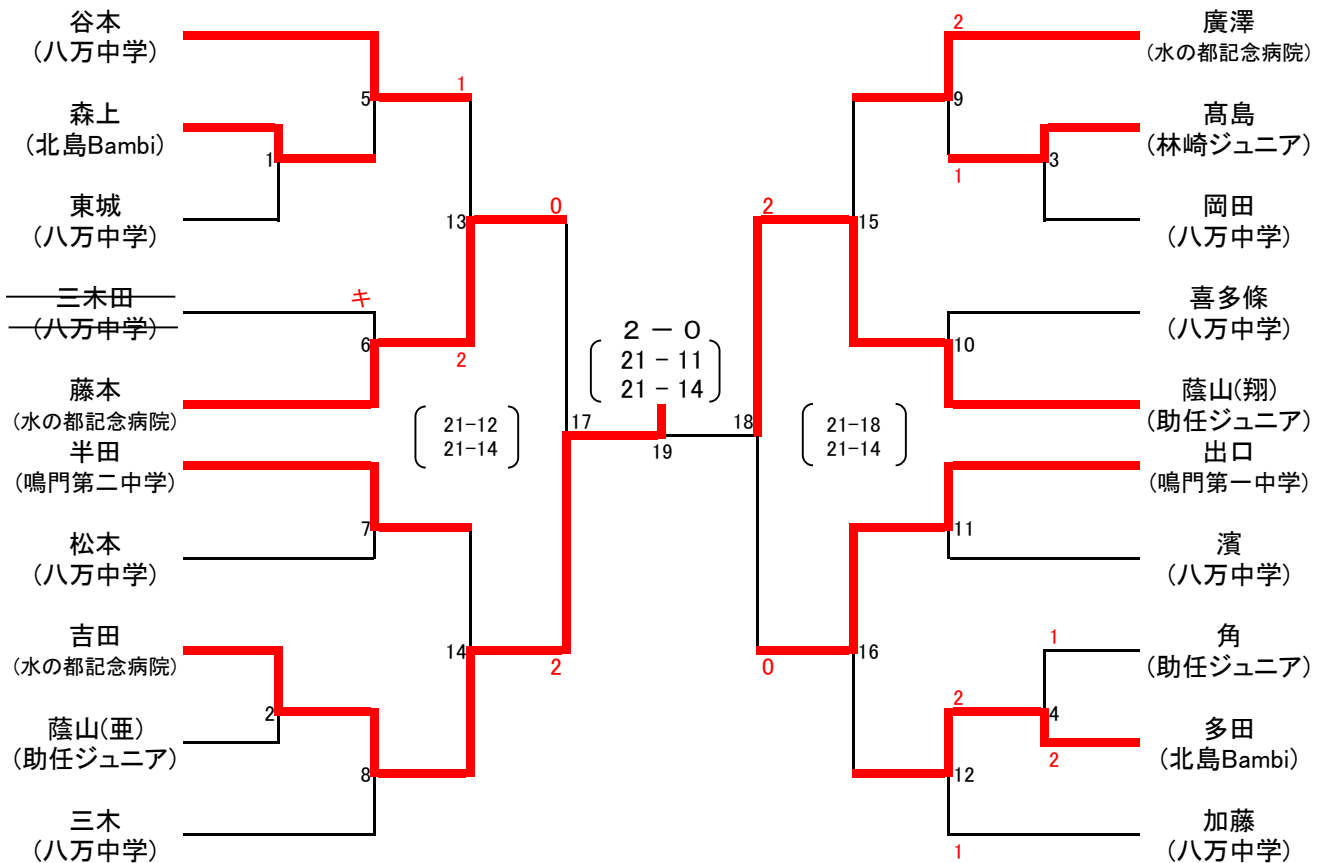 谷本
(八万中学)
5
1
森上
(北島Bambi)
1
東城
(八万中学)
13
0
三木田
(八万中学)
キ
6
2
藤本
(水の都記念病院)
21-12
21-14
17
半田
(鳴門第二中学)
7
松本
(八万中学)
14
2
吉田
(水の都記念病院)
2
蔭山(亜)
(助任ジュニア)
8
三木
(八万中学)
2 - 0
21 - 11
21 - 14
19
2
廣澤
(水の都記念病院)
9
髙島
(林崎ジュニア)
3
1
岡田
(八万中学)
2
15
喜多條
(八万中学)
10
蔭山(翔)
(助任ジュニア)
18
21-18
21-14
出口
(鳴門第一中学)
11
濱
(八万中学)
0
16
1
角
(助任ジュニア)
2
4
多田
(北島Bambi)
2
12
加藤
(八万中学)
1